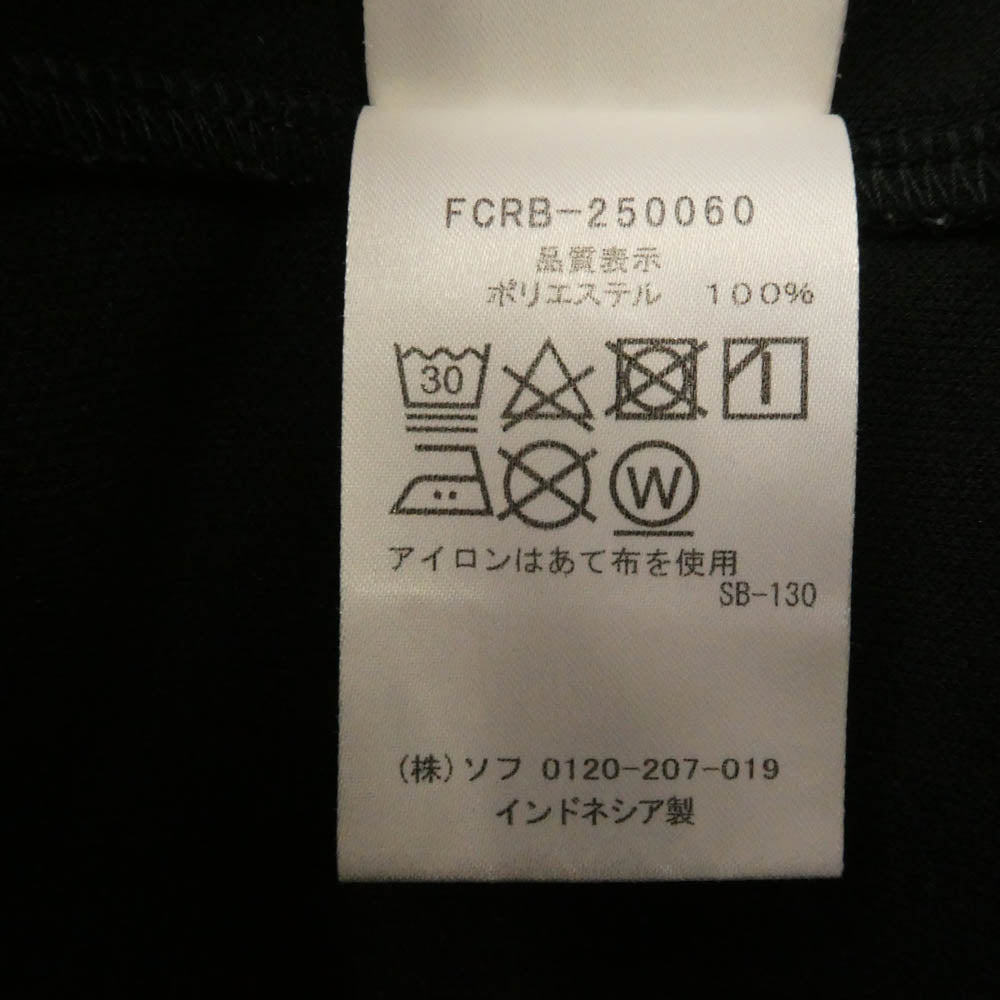 FCRB-250060
品質表示
ポリエステル 100%
30
W
アイロンはあて布を使用
SB-130
(株)ソフ 0120-207-019
インドネシア製